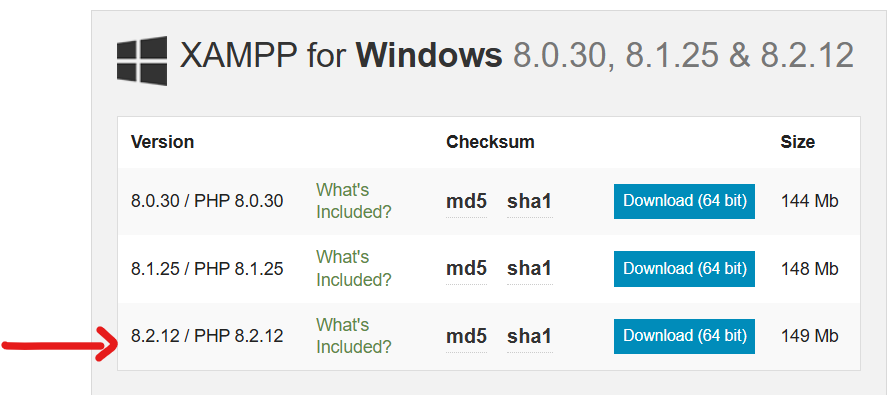 XAMPP for Windows 8.0.30, 8.1.25 & 8.2.12
Version Checksum Size
8.0.30 / PHP 8.0.30 What's Included? md5 sha1 Download (64 bit) 144 Mb
8.1.25 / PHP 8.1.25 What's Included? md5 sha1 Download (64 bit) 148 Mb
8.2.12 / PHP 8.2.12 What's Included? md5 sha1 Download (64 bit) 149 Mb